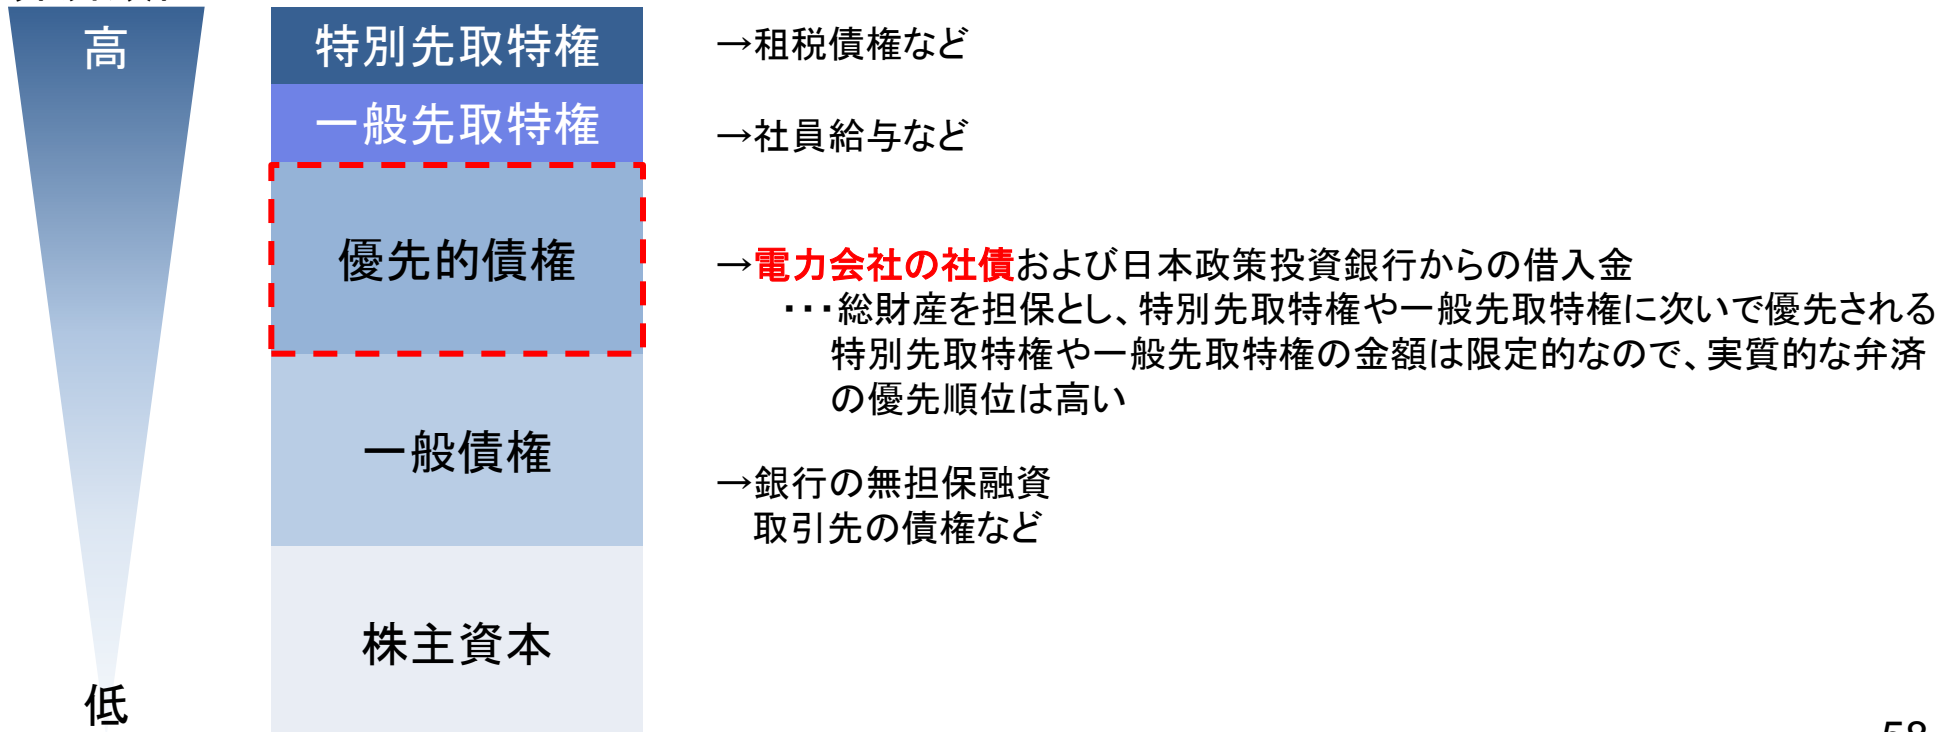 高
特別先取特権
→租税債権など
一般先取特権
→社員給与など
優先的債権
→電力会社の社債および日本政策投資銀行からの借入金
・・・総財産を担保とし、特別先取特権や一般先取特権に次いで優先される
特別先取特権や一般先取特権の金額は限定的なので、実質的な弁済
の優先順位は高い
一般債権
→銀行の無担保融資
取引先の債権など
株主資本
低
58